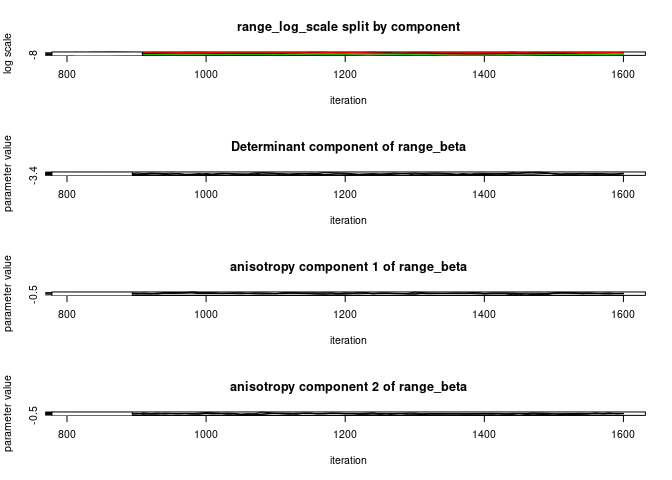 range_log_scale split by component
log scale
-8
800 1000 1200 1400 1600
iteration
Determinant component of range_beta
parameter value
-3.4
800 1000 1200 1400 1600
iteration
anisotropy component 1 of range_beta
parameter value
-0.5
800 1000 1200 1400 1600
iteration
anisotropy component 2 of range_beta
parameter value
-0.5
800 1000 1200 1400 1600
iteration